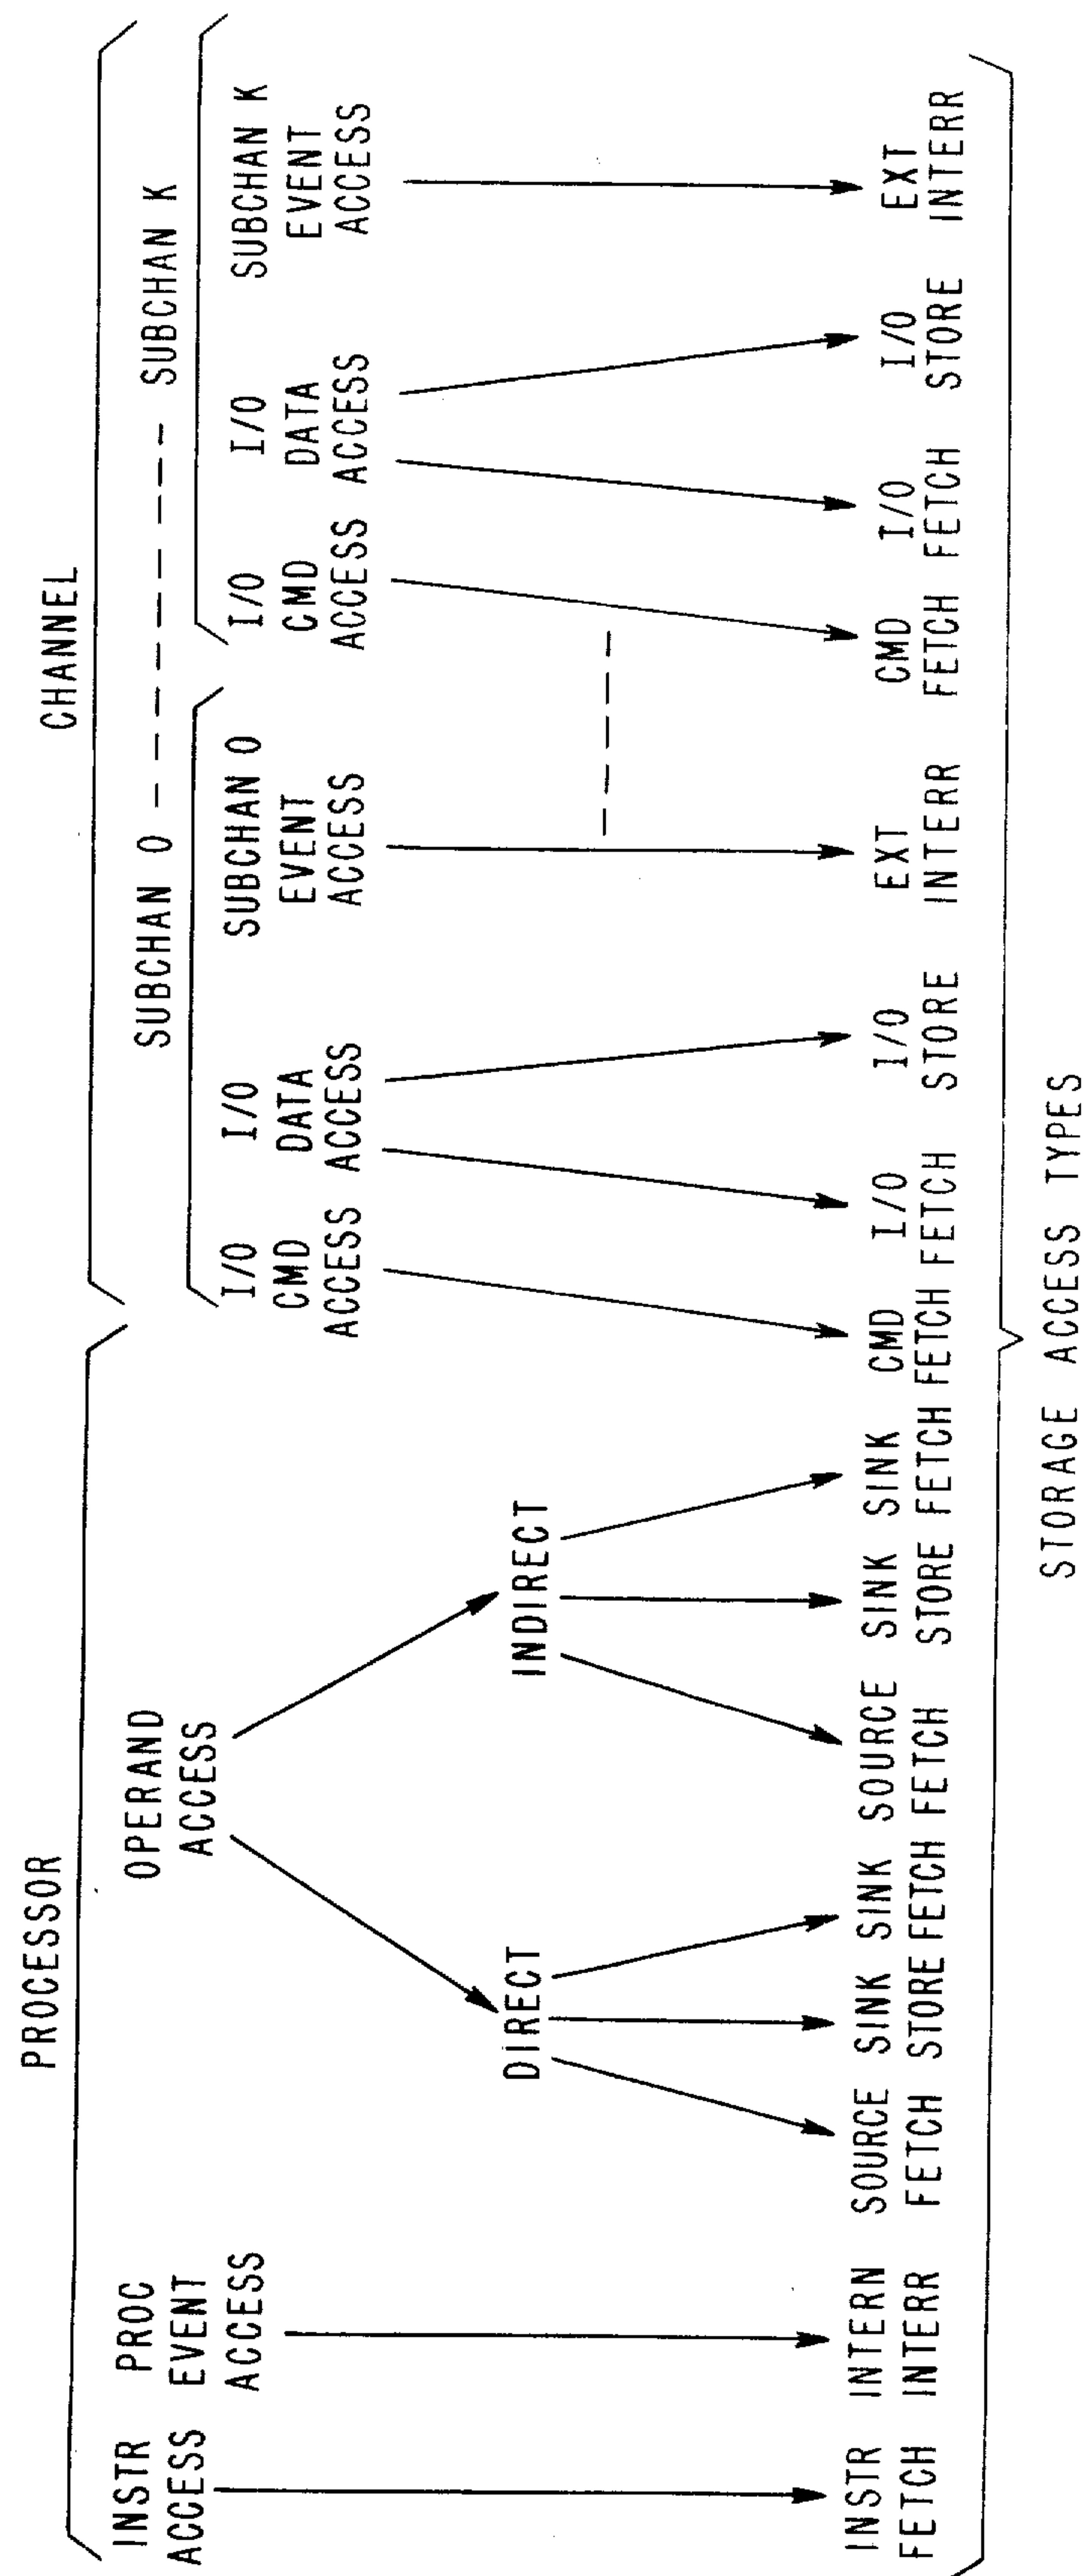 PROCESSOR
CHANNEL
SUBCHAN 0 ------- SUBCHAN K
INSTR
ACCESS
PROC
EVENT
ACCESS
OPERAND
ACCESS
I/O
CMD
ACCESS
I/O
DATA
ACCESS
SUBCHAN 0
EVENT
ACCESS
I/O
CMD
ACCESS
I/O
DATA
ACCESS
SUBCHAN K
EVENT
ACCESS
DIRECT
INDIRECT
INSTR
FETCH
INTERN
INTERR
SOURCE
FETCH
SINK
STORE
SINK
FETCH
SOURCE
FETCH
SINK
STORE
SINK
FETCH
CMD
FETCH
I/O
FETCH
I/O
STORE
EXT
INTERR
CMD
FETCH
I/O
FETCH
I/O
STORE
EXT
INTERR
STORAGE ACCESS TYPES